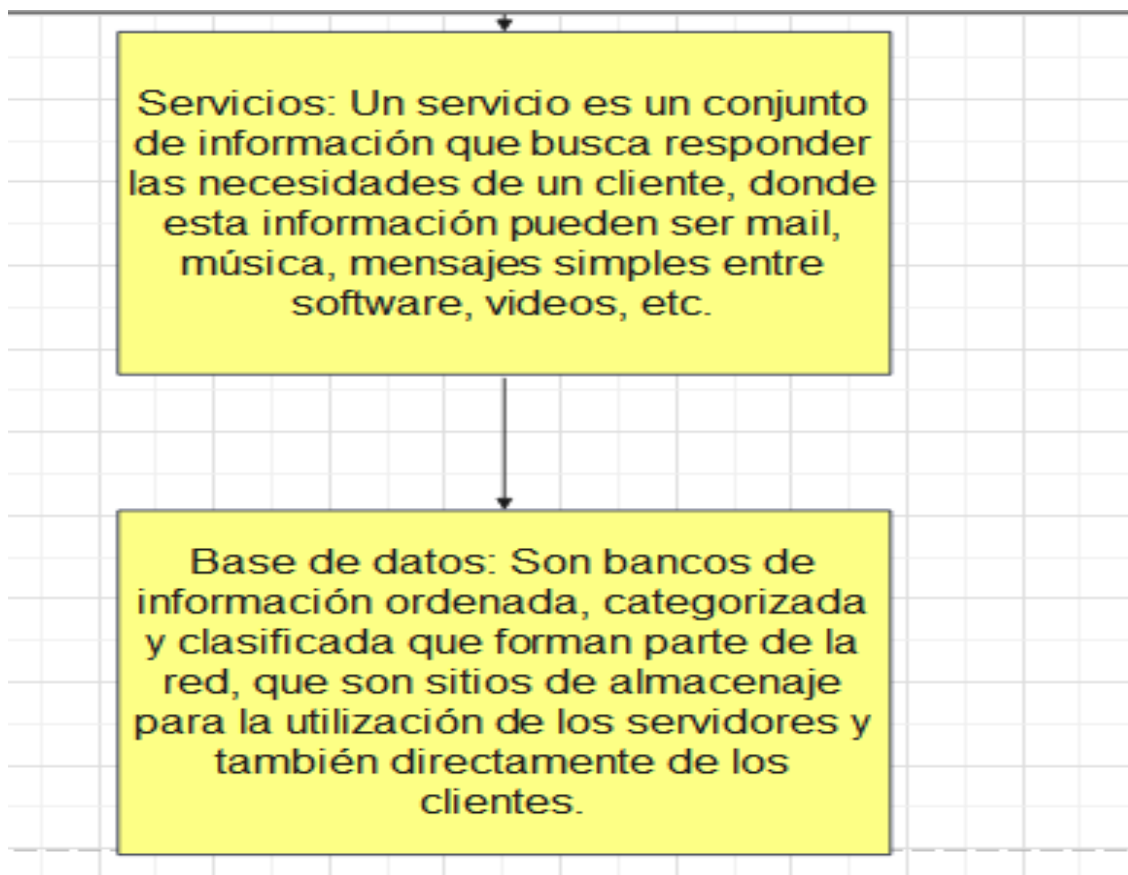 Servicios: Un servicio es un conjunto
de información que busca responder
las necesidades de un cliente, donde
esta información pueden ser mail,
música, mensajes simples entre
software, videos, etc.
Base de datos: Son bancos de
información ordenada, categorizada
y clasificada que forman parte de la
red, que son sitios de almacenaje
para la utilización de los servidores y
también directamente de los
clientes.